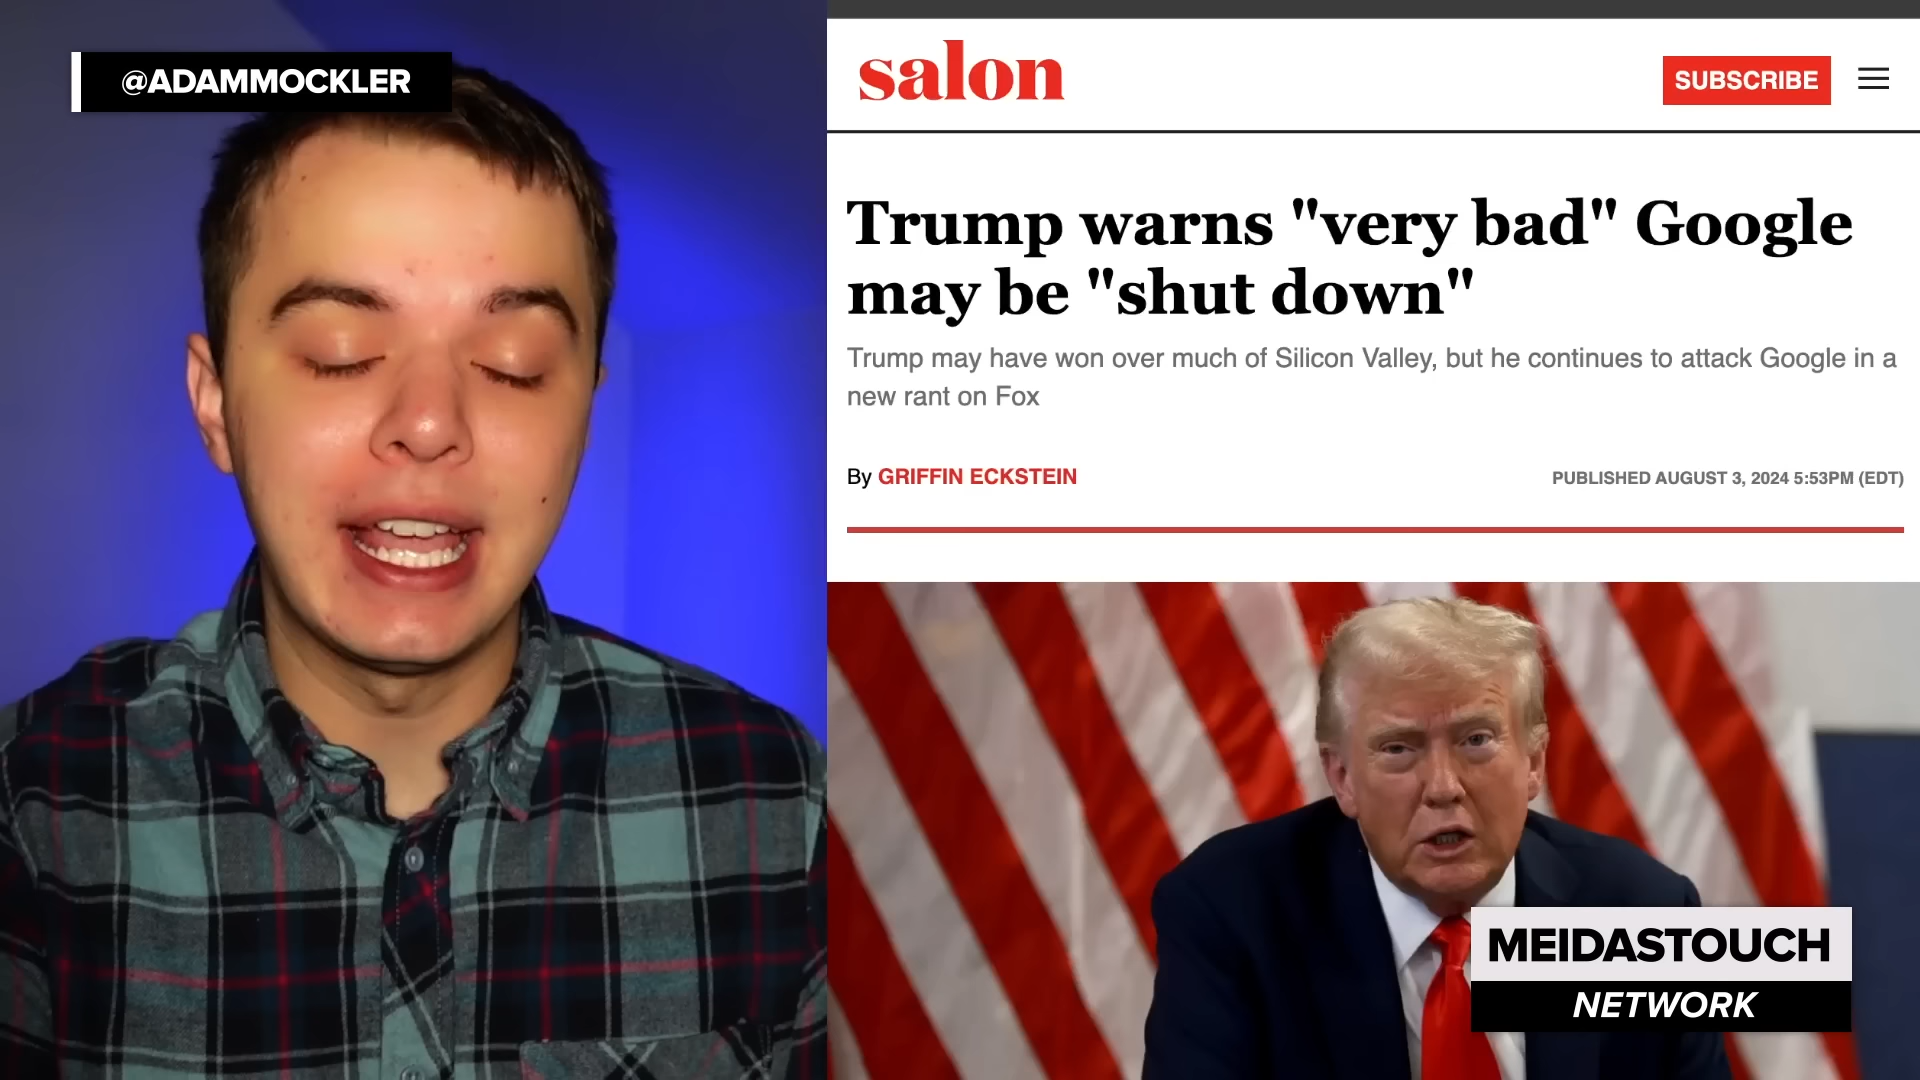 @ADAMMOCKLER
salon
SUBSCRIBE
Trump warns "very bad" Google
may be "shut down"
Trump may have won over much of Silicon Valley, but he continues to attack Google in a
new rant on Fox
By GRIFFIN ECKSTEIN
PUBLISHED AUGUST 3, 2024 5:53PM (EDT)
MEIDASTOUCH
NETWORK